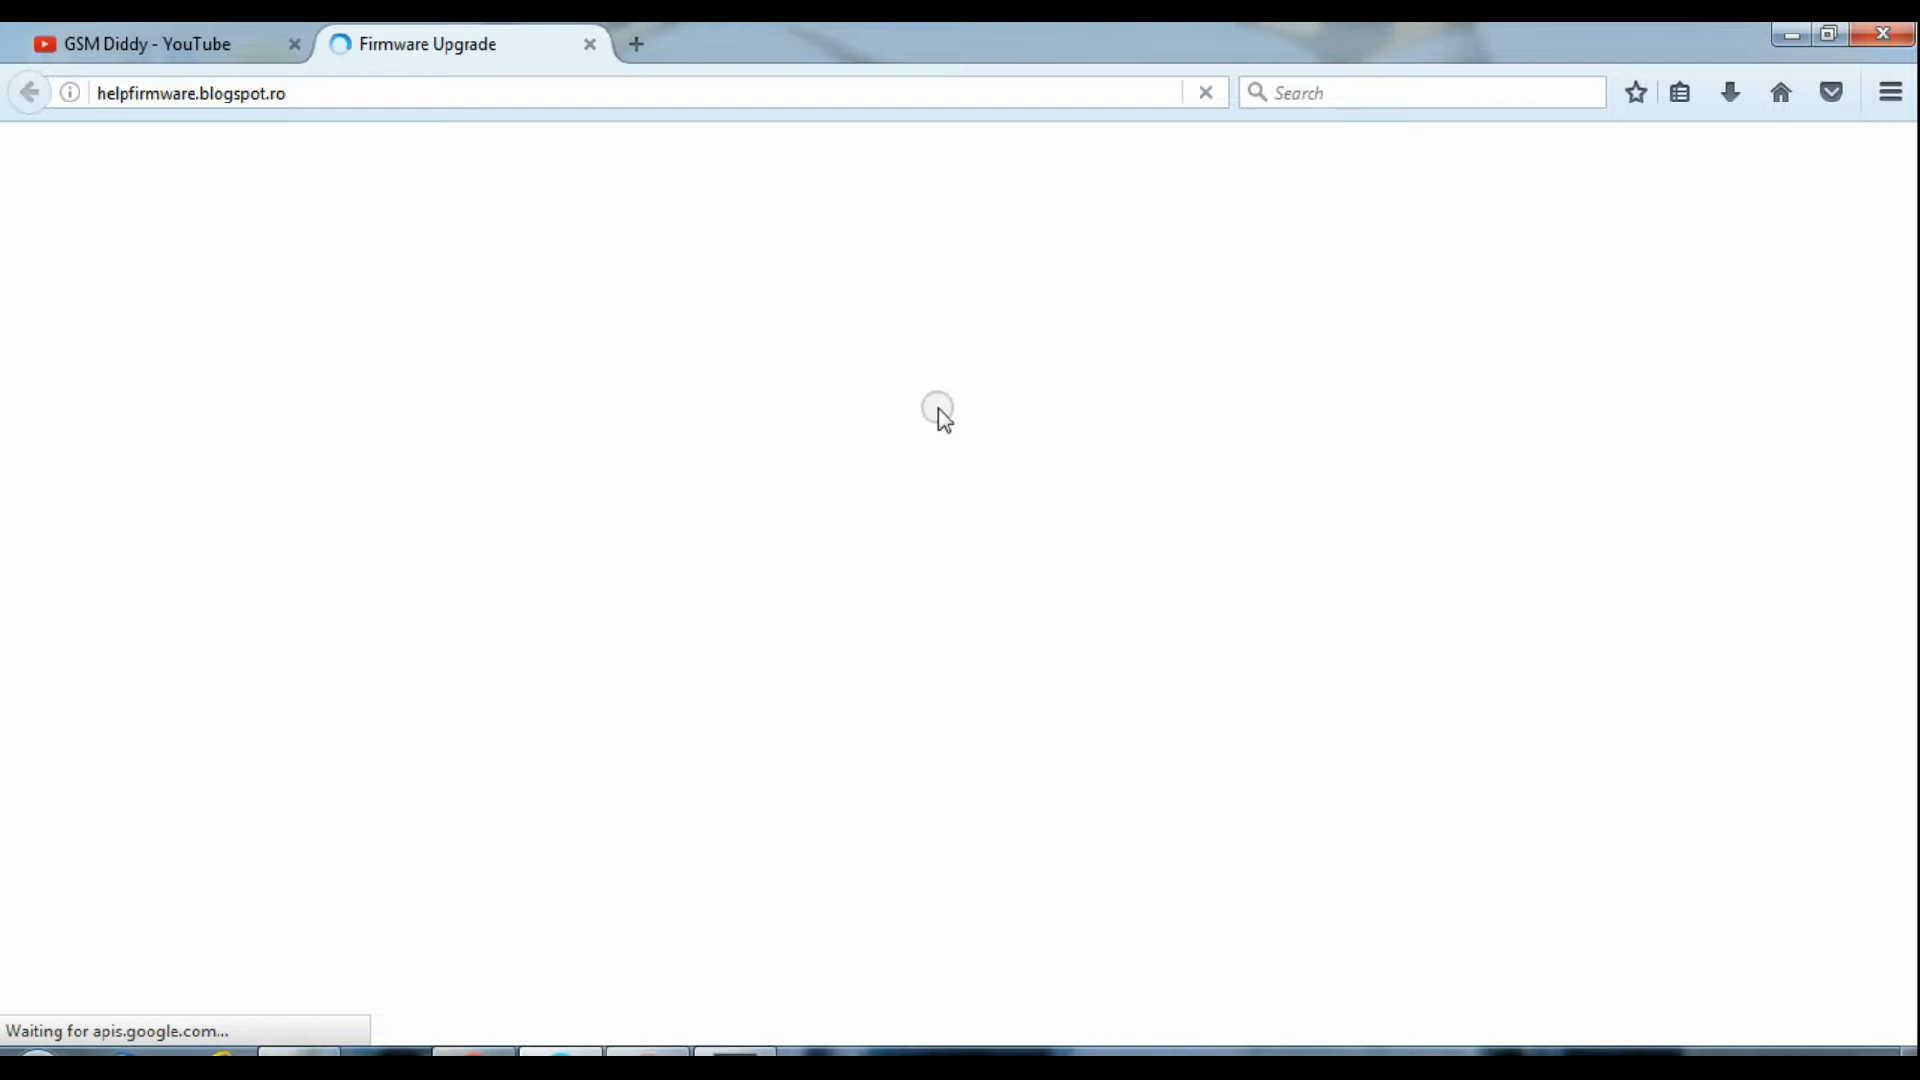 GSM Diddy - YouTube
Firmware Upgrade
helpfirmware.blogspot.ro
Search
Waiting for apis.google.com...